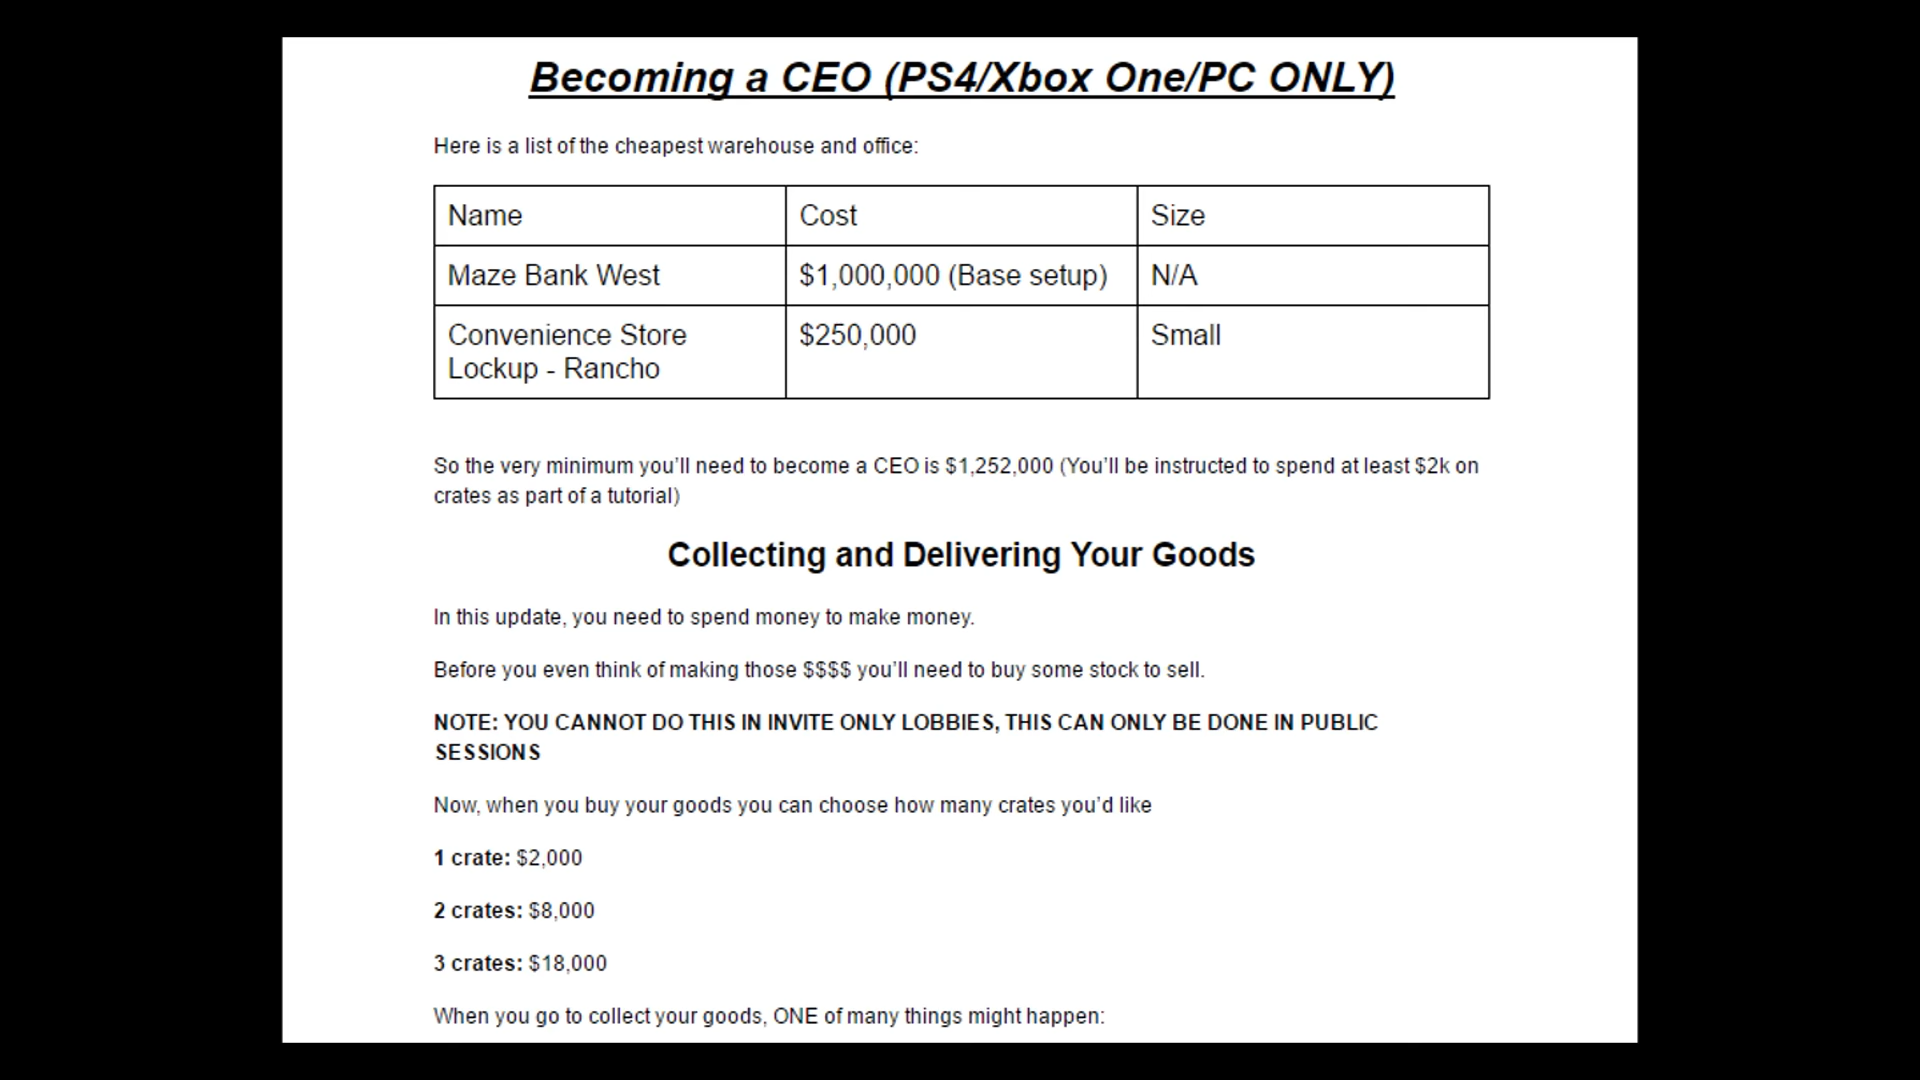 Becoming a CEO (PS4/Xbox One/PC ONLY)
Here is a list of the cheapest warehouse and office:
Name Cost Size
Maze Bank West $1,000,000 (Base setup) N/A
Convenience Store $250,000 Small
Lockup - Rancho
So the very minimum you’ll need to become a CEO is $1,252,000 (You’ll be instructed to spend at least $2k on
crates as part of a tutorial)
Collecting and Delivering Your Goods
In this update, you need to spend money to make money.
Before you even think of making those $$$$ you’ll need to buy some stock to sell.
NOTE: YOU CANNOT DO THIS IN INVITE ONLY LOBBIES, THIS CAN ONLY BE DONE IN PUBLIC
SESSIONS
Now, when you buy your goods you can choose how many crates you’d like
1 crate: $2,000
2 crates: $8,000
3 crates: $18,000
When you go to collect your goods, ONE of many things might happen: